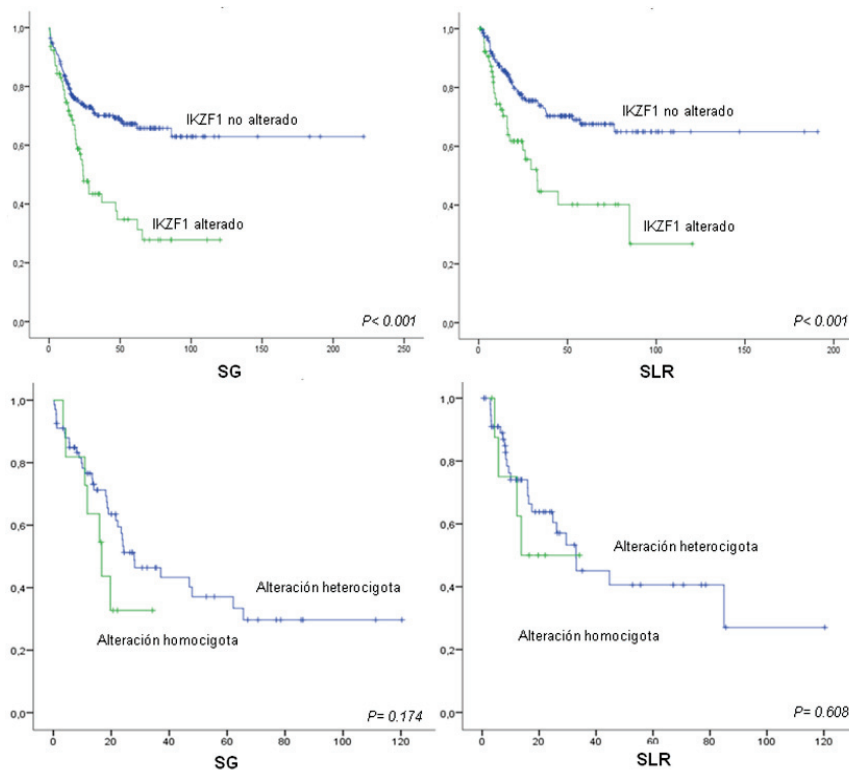 1,0
0,8
0,6
0,4
0,2
0,0
IKZF1 no alterado
IKZF1 alterado
P< 0.001
0 50 100 150 200 250
SG
1,0
0,8
0,6
0,4
0,2
0,0
IKZF1 no alterado
IKZF1 alterado
P< 0.001
0 50 100 150 200
SLR
1,0
0,8
0,6
0,4
0,2
0,0
Alteración heterocigota
Alteración homocigota
P= 0.174
0 20 40 60 80 100 120
SG
1,0
0,8
0,6
0,4
0,2
0,0
Alteración heterocigota
Alteración homocigota
P= 0.608
0 20 40 60 80 100 120
SLR